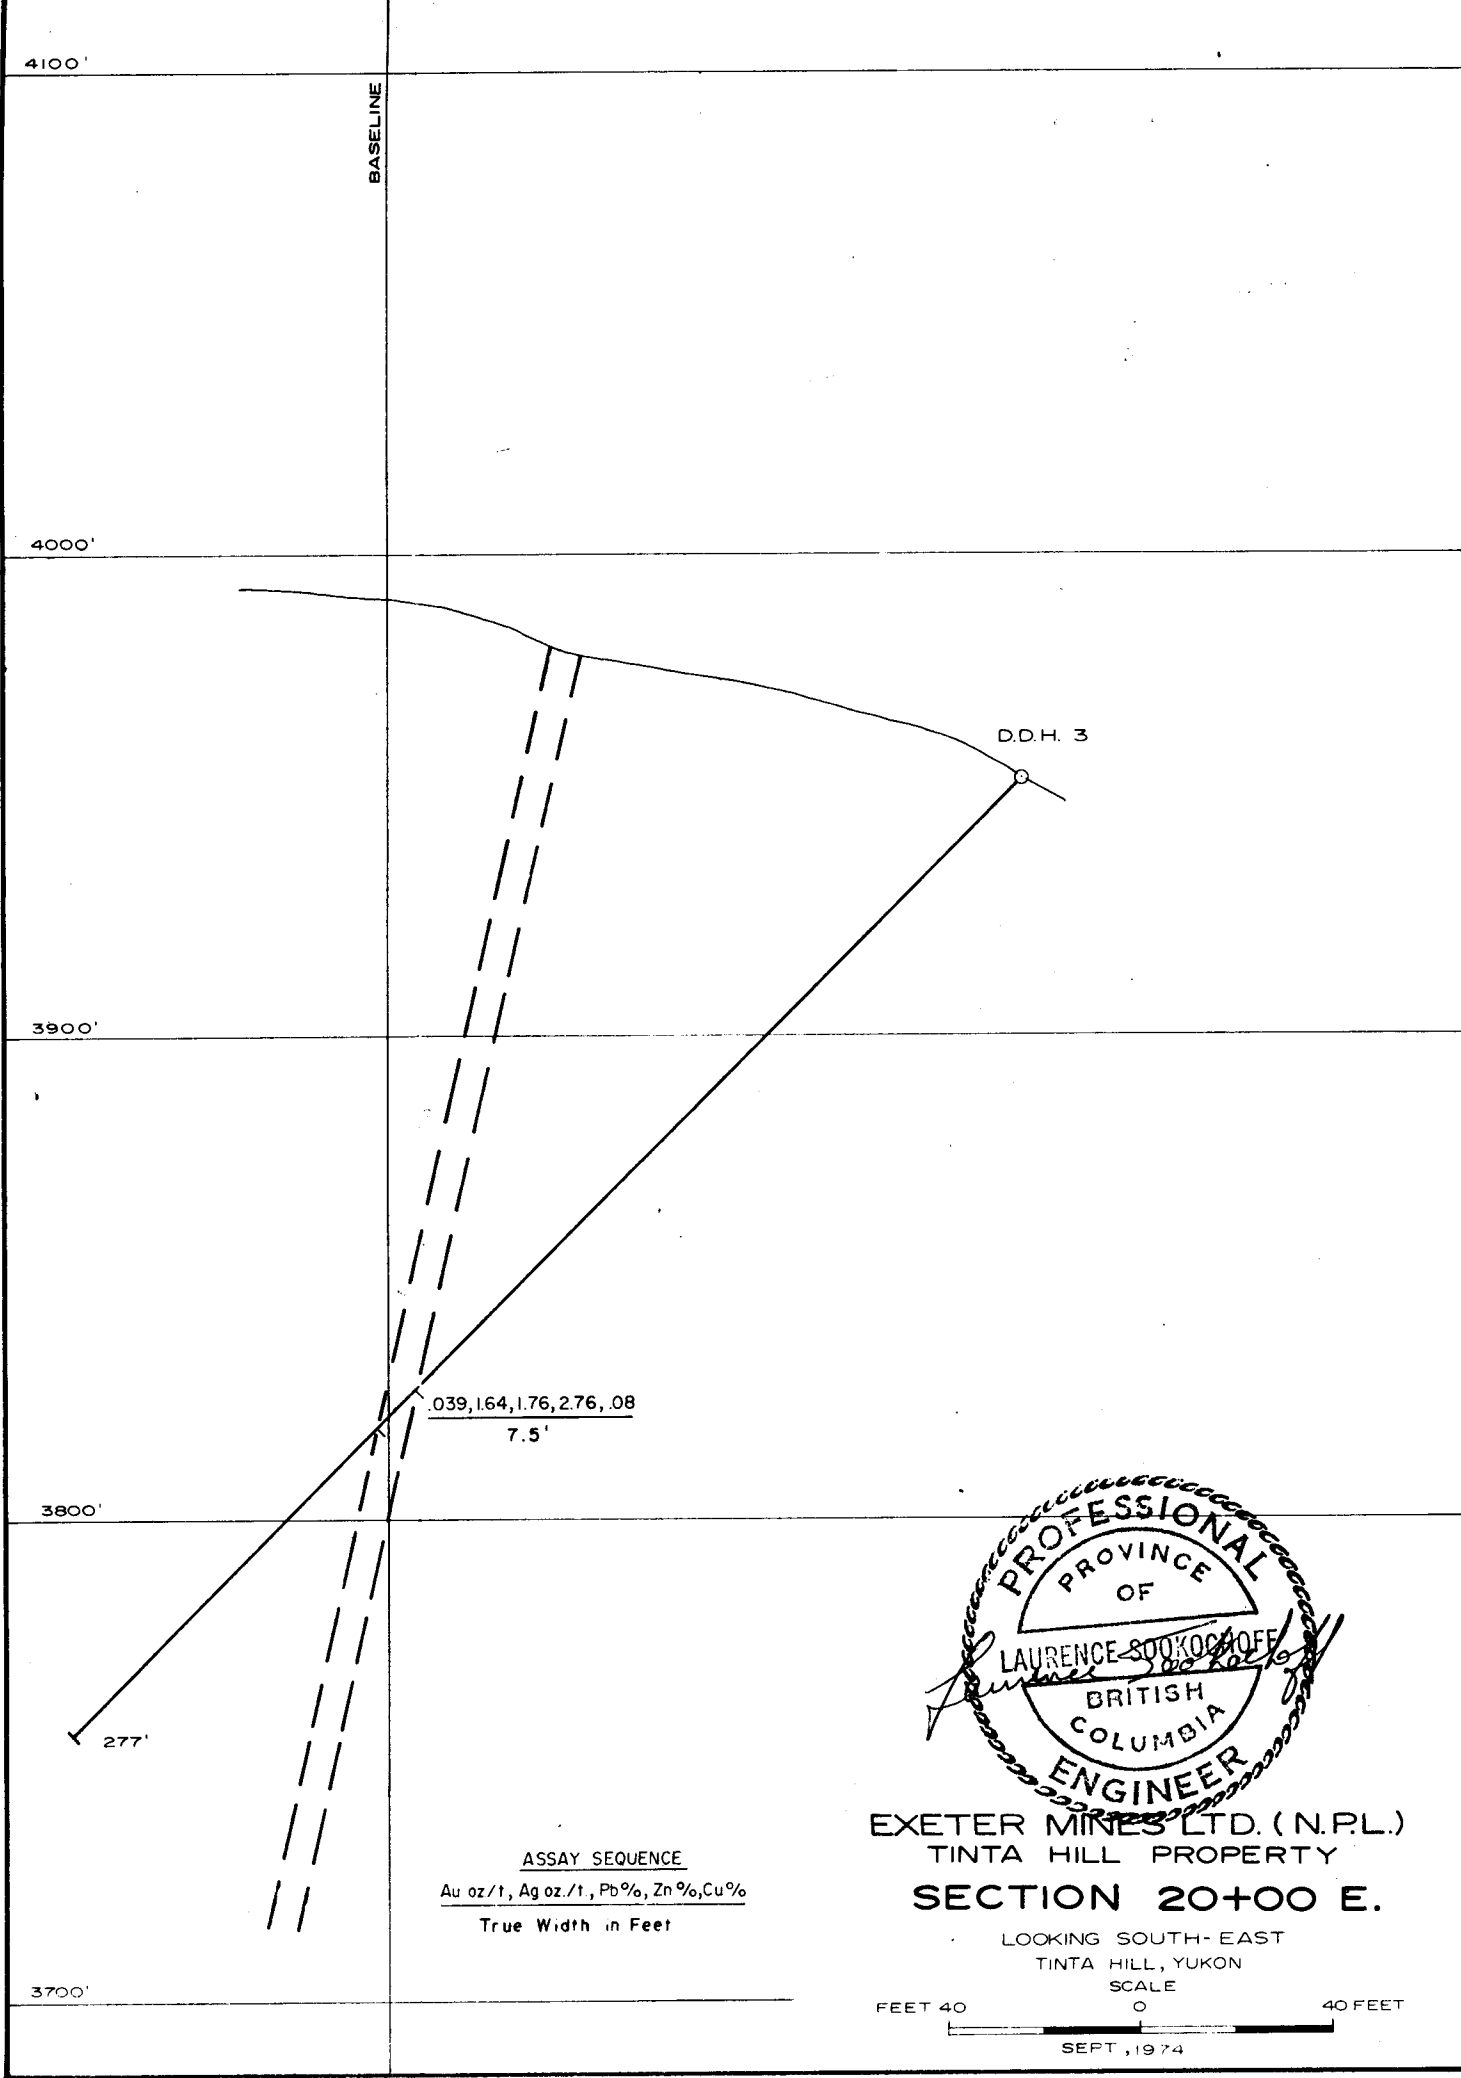 4100'
BASELINE
4000'
D.D.H. 3
3900'
.039,1.64,1.76,2.76,.08
7.5'
3800'
277'
PROFESSIONAL
PROVINCE
OF
LAURENCE SOOKOCHOFF
Laurence Sookochoff
BRITISH
COLUMBIA
ENGINEER
EXETER MINES LTD. (N.P.L.)
TINTA HILL PROPERTY
SECTION 20+00 E.
LOOKING SOUTH-EAST
TINTA HILL, YUKON
SCALE
FEET 40 0 40 FEET
SEPT, 1974
ASSAY SEQUENCE
Au oz/t, Ag oz./t., Pb%, Zn%, Cu%
True Width in Feet
3700'